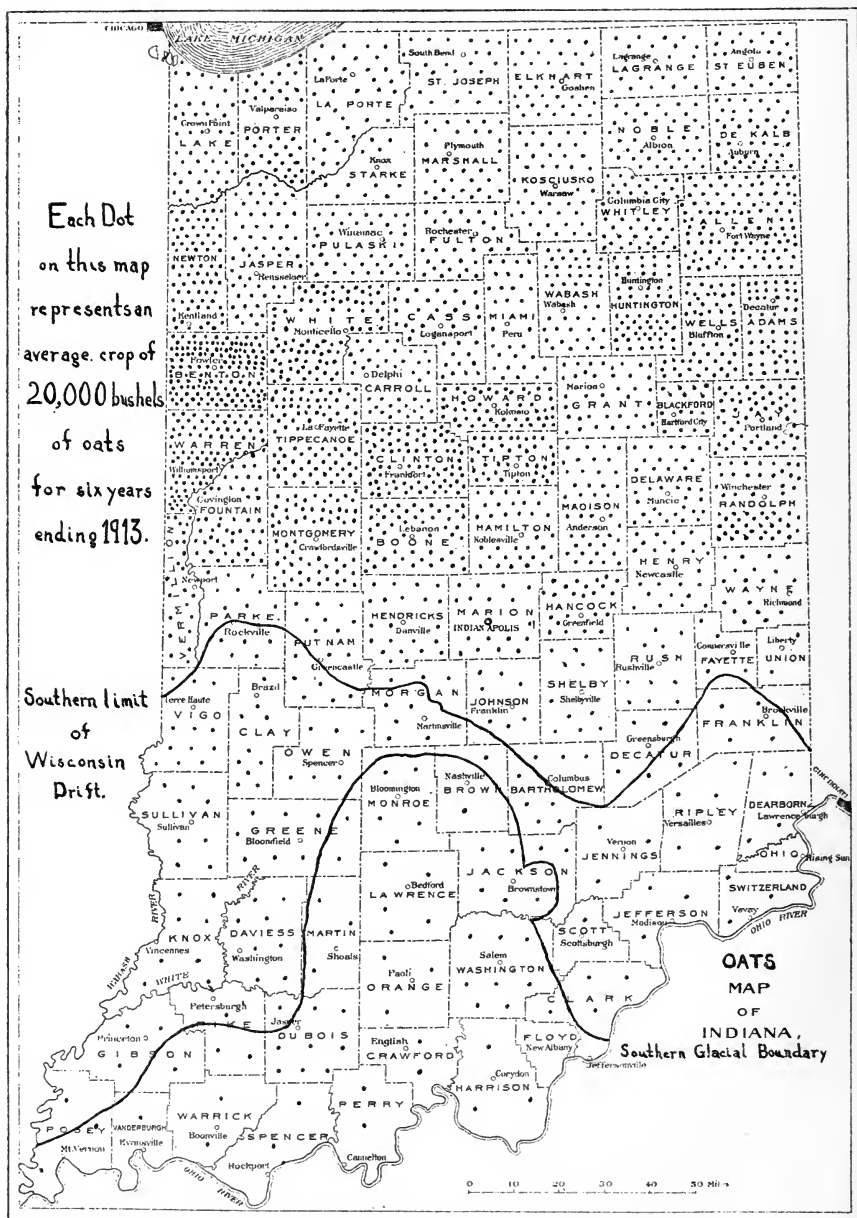 CHICAGO
LAKE MICHIGAN
South Bend
ST. JOSEPH
ELKHART
Goshen
Lagrange
LAGRANGE
Angola
STEUBEN
LaPorte
LA PORTE
Valparaiso
PORTER
Crown Point
LAKE
Knox
STARKE
Plymouth
MARSHALL
KOSCIUSKO
Warsaw
NOBLE
Albion
DE KALB
Auburn
Columbia City
WHITLEY
ALLEN
Fort Wayne
Each Dot
on this map
represents an
average. crop of
20,000 bushels
of oats
for six years
ending 1913.
NEWTON
Kentland
JASPER
Rensselaer
Winamac
PULASKI
Rochester
FULTON
WHITE
Monticello
CASS
Logansport
MIAMI
Peru
WABASH
Wabash
Huntington
HUNTINGTON
WELLS
Bluffton
Decatur
ADAMS
Fowler
BENTON
Delphi
CARROLL
HOWARD
Kokomo
Marion
GRANT
BLACKFORD
Hartford City
JAY
Portland
WARREN
Williamsport
La Fayette
TIPPECANOE
CLINTON
Frankfort
TIPTON
Tipton
MADISON
Anderson
DELAWARE
Muncie
Winchester
RANDOLPH
Covington
FOUNTAIN
MONTGOMERY
Crawfordsville
Lebanon
BOONE
HAMILTON
Noblesville
HENRY
Newcastle
WAYNE
Richmond
VERMILLION
Newport
PARKE.
Rockville
PUTNAM
Greencastle
HENDRICKS
Danville
MARION
INDIANAPOLIS
HANCOCK
Greenfield
RUSH
Rushville
Connersville
FAYETTE
Liberty
UNION
Southern limit
of
Wisconsin
Drift.
Terre Haute
VIGO
Brazil
CLAY
OWEN
Spencer
MORGAN
Martinsville
JOHNSON
Franklin
SHELBY
Shelbyville
Greensburgh
DECATUR
Brookville
FRANKLIN
SULLIVAN
Sullivan
GREENE
Bloomfield
Bloomington
MONROE
Nashville
BROWN
Columbus
BARTHOLOMEW
Vernon
JENNINGS
RIPLEY
Versailles
DEARBORN
Lawrenceburgh
CINCINNATI
OHIO
Rising Sun
SWITZERLAND
Vevay
OHIO RIVER
WABASH
RIVER
KNOX
Vincennes
WHITE
RIVER
DAVIESS
Washington
MARTIN
Shoals
Bedford
LAWRENCE
JACKSON
Brownstown
SCOTT
Scottsburgh
JEFFERSON
Madison
Paoli
ORANGE
Salem
WASHINGTON
CLARK
Princeton
GIBSON
Petersburgh
PIKE
Jasper
DUBOIS
English
CRAWFORD
Corydon
HARRISON
FLOYD
New Albany
Jeffersonville
OATS
MAP
OF
INDIANA,
Southern Glacial Boundary
POSEY
Mt. Vernon
VANDERBURGH
Evansville
WARRICK
Boonville
SPENCER
Rockport
PERRY
Cannelton
OHIO RIVER
0 10 20 30 40 50 Miles